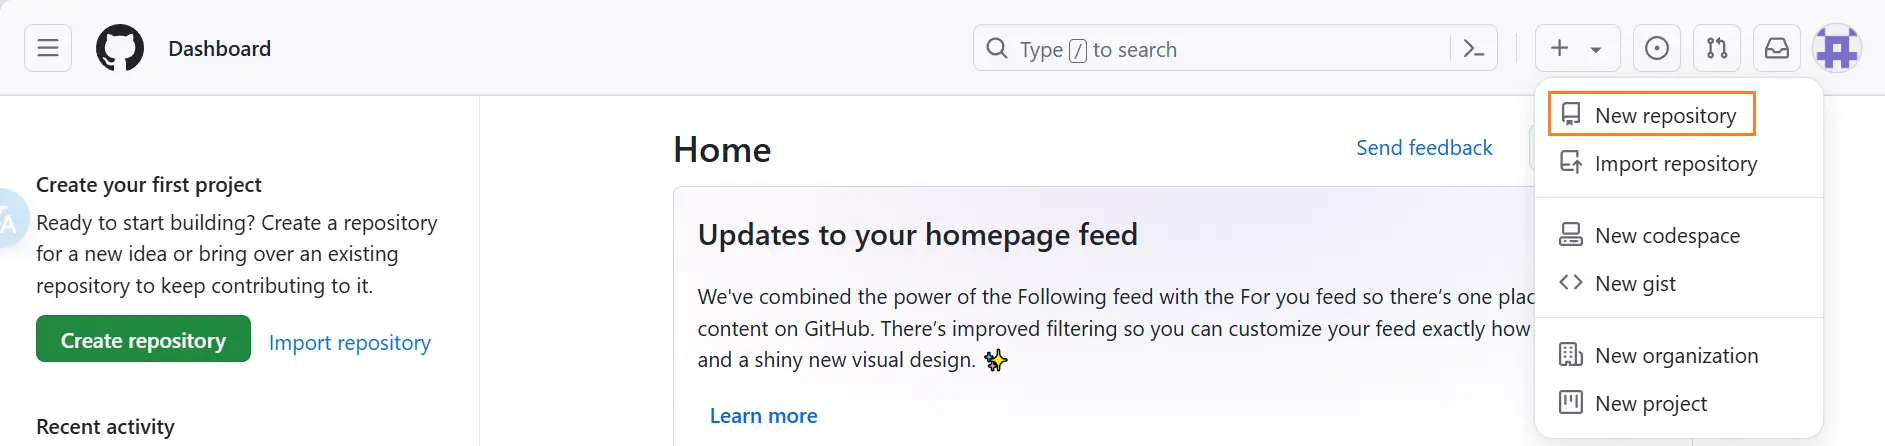 Dashboard
Type / to search
Create your first project
Ready to start building? Create a repository
for a new idea or bring over an existing
repository to keep contributing to it.
Create repository
Import repository
Recent activity
Home
Send feedback
Updates to your homepage feed
We've combined the power of the Following feed with the For you feed so there’s one plac
content on GitHub. There’s improved filtering so you can customize your feed exactly how
and a shiny new visual design. ✨
Learn more
New repository
Import repository
New codespace
New gist
New organization
New project